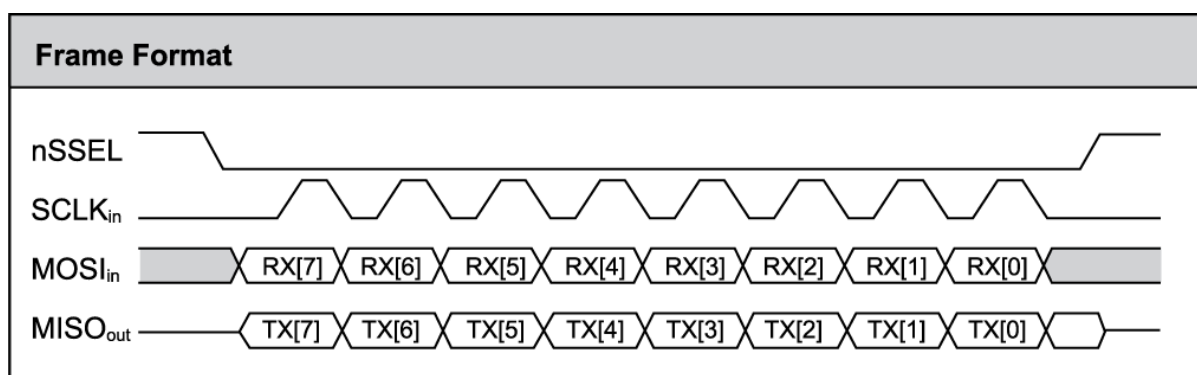 Frame Format
nSSEL
SCLKin
MOSIin RX[7] RX[6] RX[5] RX[4] RX[3] RX[2] RX[1] RX[0]
MISOout TX[7] TX[6] TX[5] TX[4] TX[3] TX[2] TX[1] TX[0]